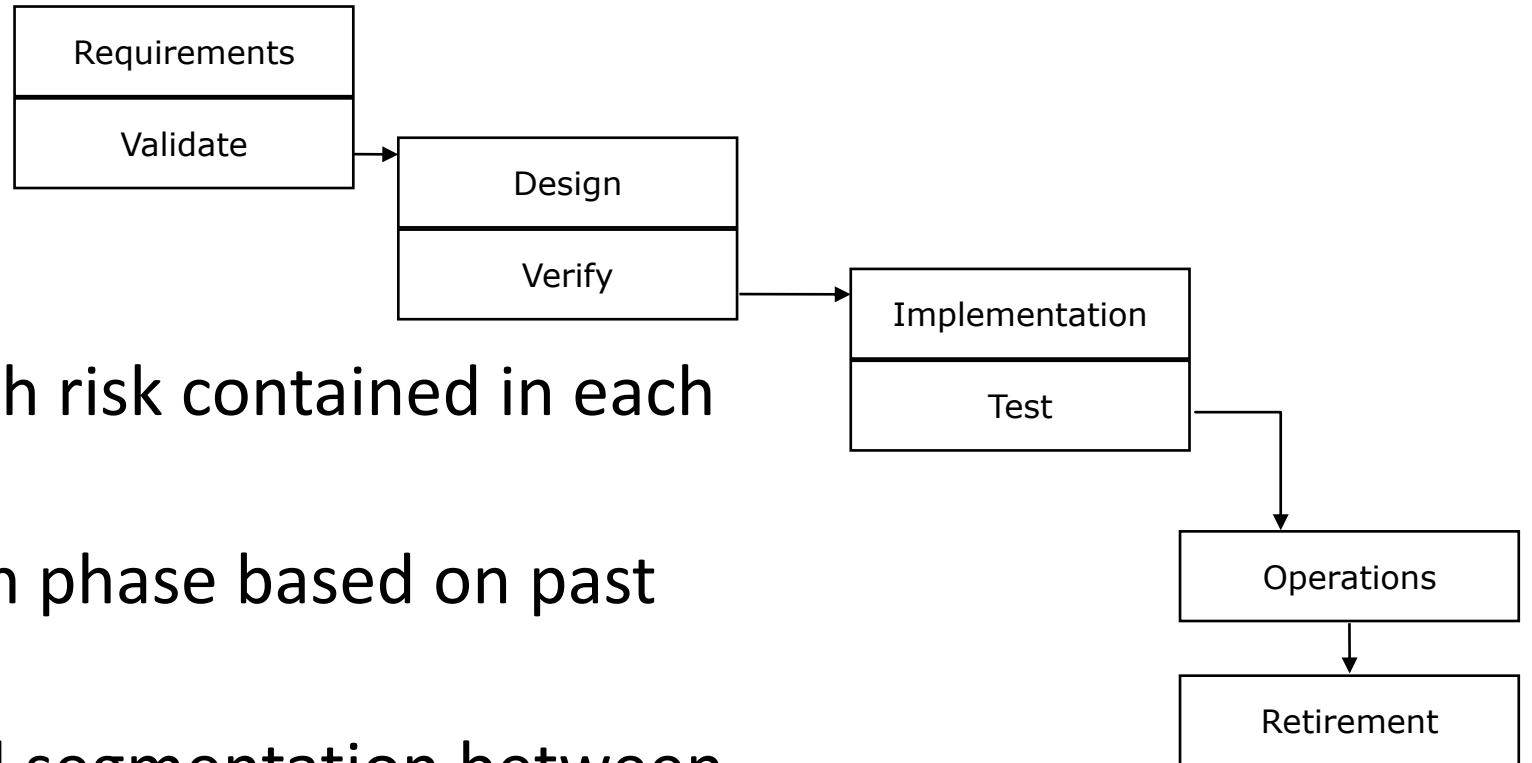 Requirements
Validate
Design
Verify
Implementation
Test
h risk contained in each
n phase based on past
segmentation between
Operations
Retirement